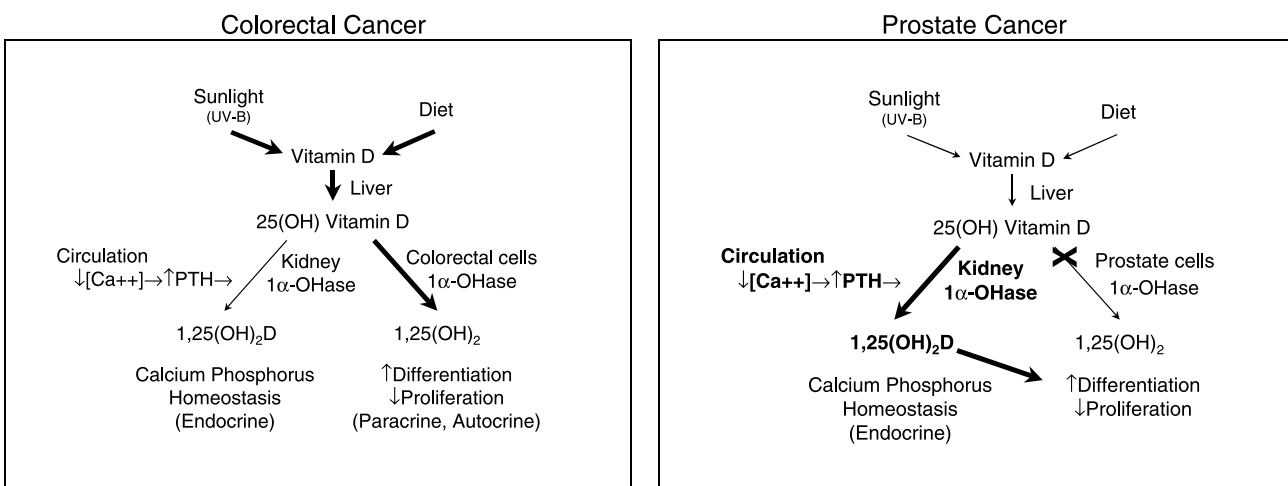 Colorectal Cancer
Sunlight
(UV-B)
Diet
Vitamin D
Liver
25(OH) Vitamin D
Circulation
↓[Ca++]→↑PTH→
Kidney
1α-OHase
Colorectal cells
1α-OHase
1,25(OH)₂D
1,25(OH)₂
Calcium Phosphorus
Homeostasis
(Endocrine)
↑Differentiation
↓Proliferation
(Paracrine, Autocrine)
Prostate Cancer
Sunlight
(UV-B)
Diet
Vitamin D
Liver
25(OH) Vitamin D
Circulation
↓[Ca++]→↑PTH→
Kidney
1α-OHase
Prostate cells
1α-OHase
1,25(OH)₂D
1,25(OH)₂
Calcium Phosphorus
Homeostasis
(Endocrine)
↑Differentiation
↓Proliferation